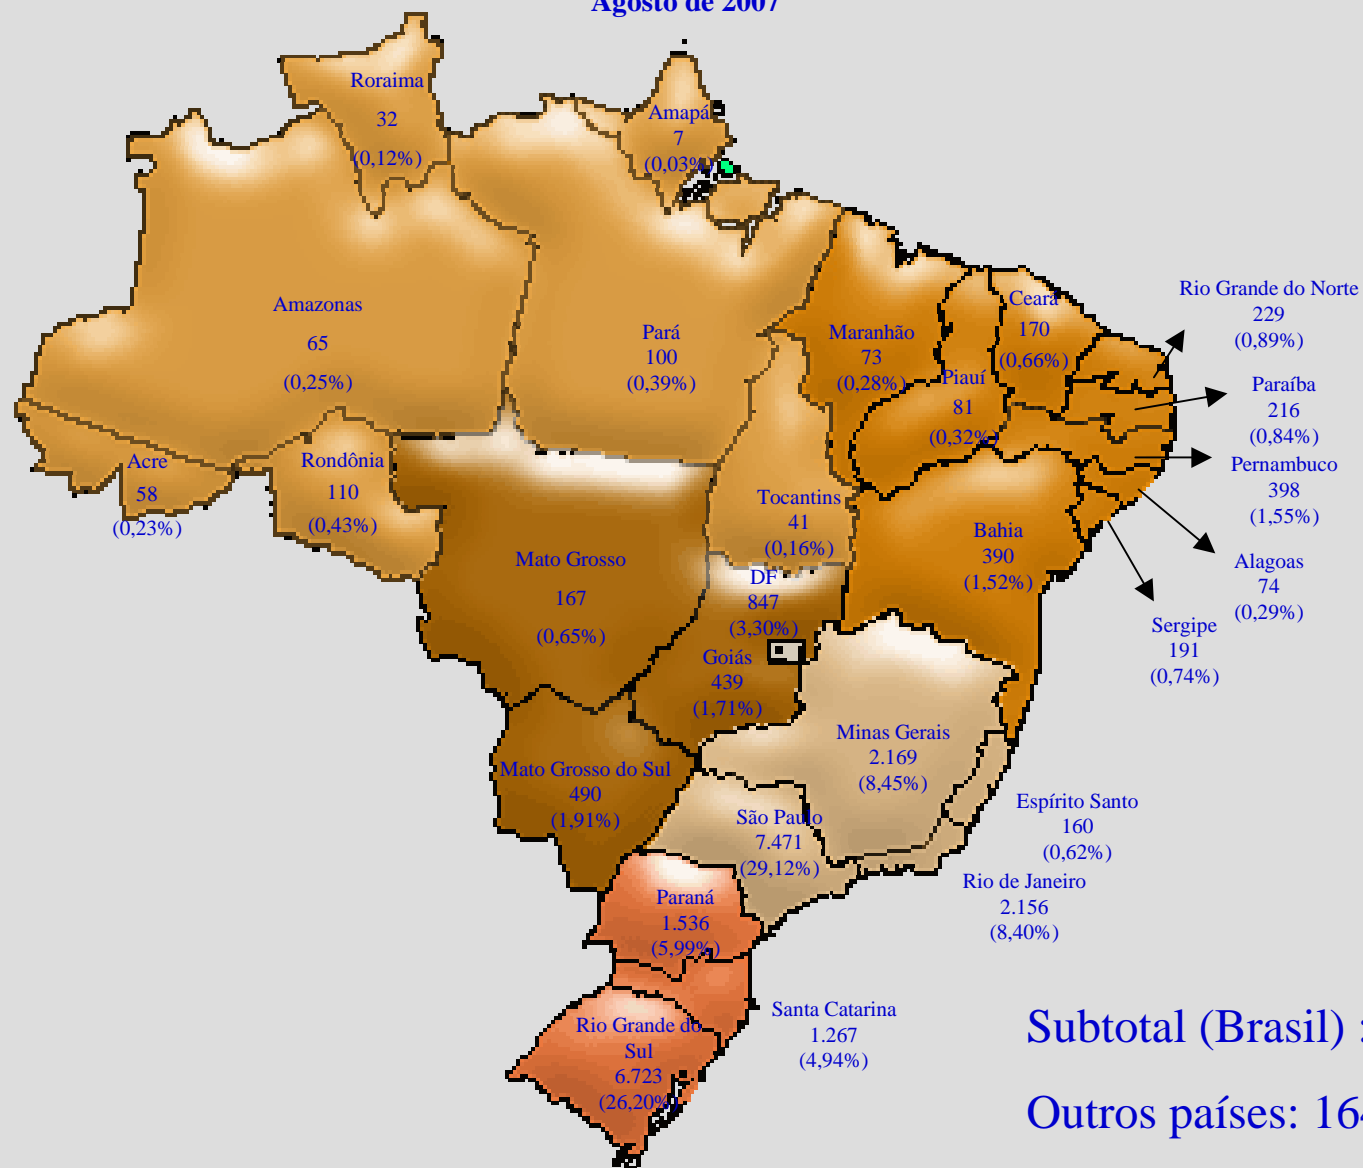 Agosto de 2007
Roraima
32
(0,12%)
Amapá
7
(0,03%)
Amazonas
65
(0,25%)
Pará
100
(0,39%)
Maranhão
73
(0,28%)
Piauí
81
(0,32%)
Ceará
170
(0,66%)
Rio Grande do Norte
229
(0,89%)
Paraíba
216
(0,84%)
Pernambuco
398
(1,55%)
Alagoas
74
(0,29%)
Sergipe
191
(0,74%)
Acre
58
(0,23%)
Rondônia
110
(0,43%)
Tocantins
41
(0,16%)
Bahia
390
(1,52%)
Mato Grosso
167
(0,65%)
DF
847
(3,30%)
Goiás
439
(1,71%)
Minas Gerais
2.169
(8,45%)
Mato Grosso do Sul
490
(1,91%)
São Paulo
7.471
(29,12%)
Espírito Santo
160
(0,62%)
Rio de Janeiro
2.156
(8,40%)
Paraná
1.536
(5,99%)
Santa Catarina
1.267
(4,94%)
Rio Grande do
Sul
6.723
(26,20%)
Subtotal (Brasil) :
Outros países: 164